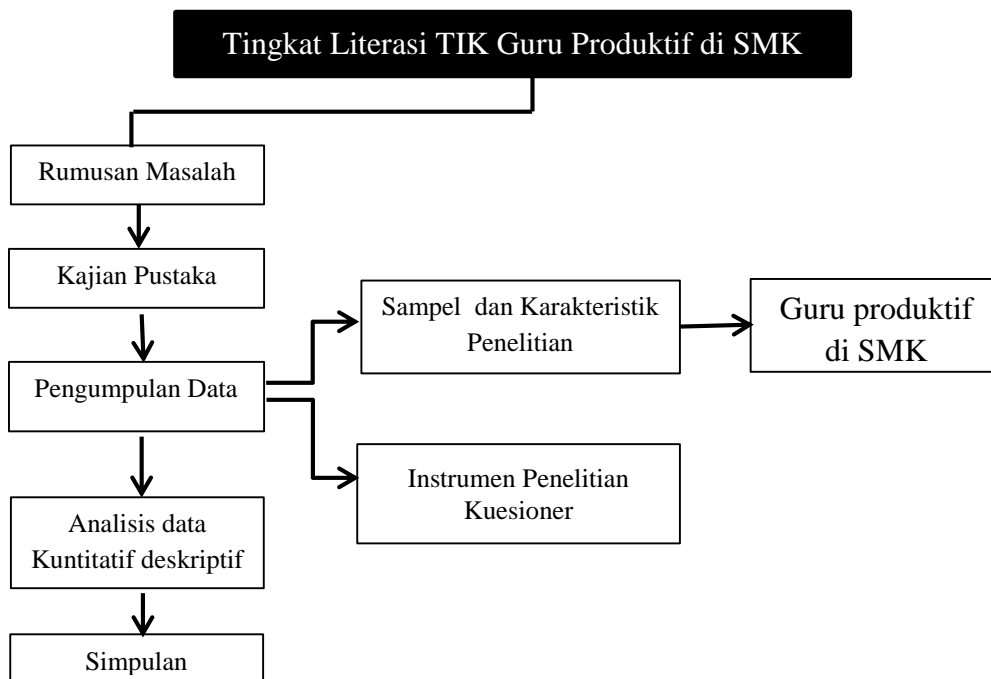 Tingkat Literasi TIK Guru Produktif di SMK
Rumusan Masalah
Kajian Pustaka
Pengumpulan Data
Sampel dan Karakteristik
Penelitian
Guru produktif
di SMK
Instrumen Penelitian
Kuesioner
Analisis data
Kuntitatif deskriptif
Simpulan